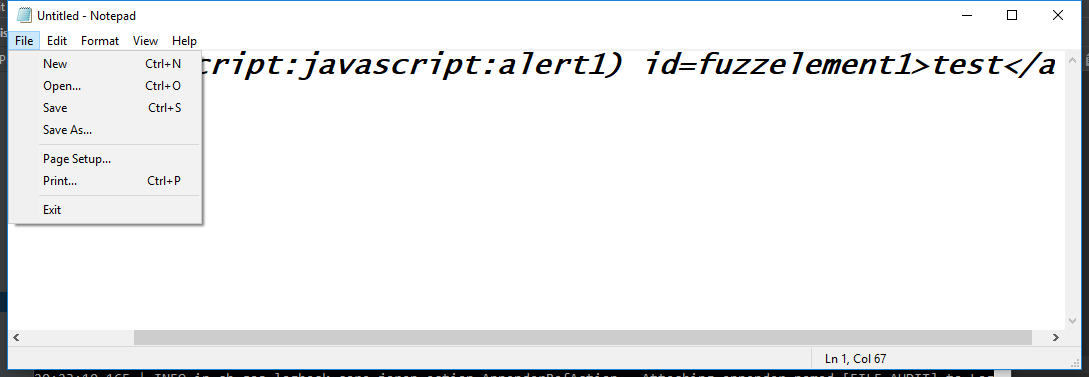 Untitled - Notepad
File Edit Format View Help
cript:javascript:alert1) id=fuzzelement1>test</a
New Ctrl+N
Open... Ctrl+O
Save Ctrl+S
Save As...
Page Setup...
Print... Ctrl+P
Exit
Ln 1, Col 67